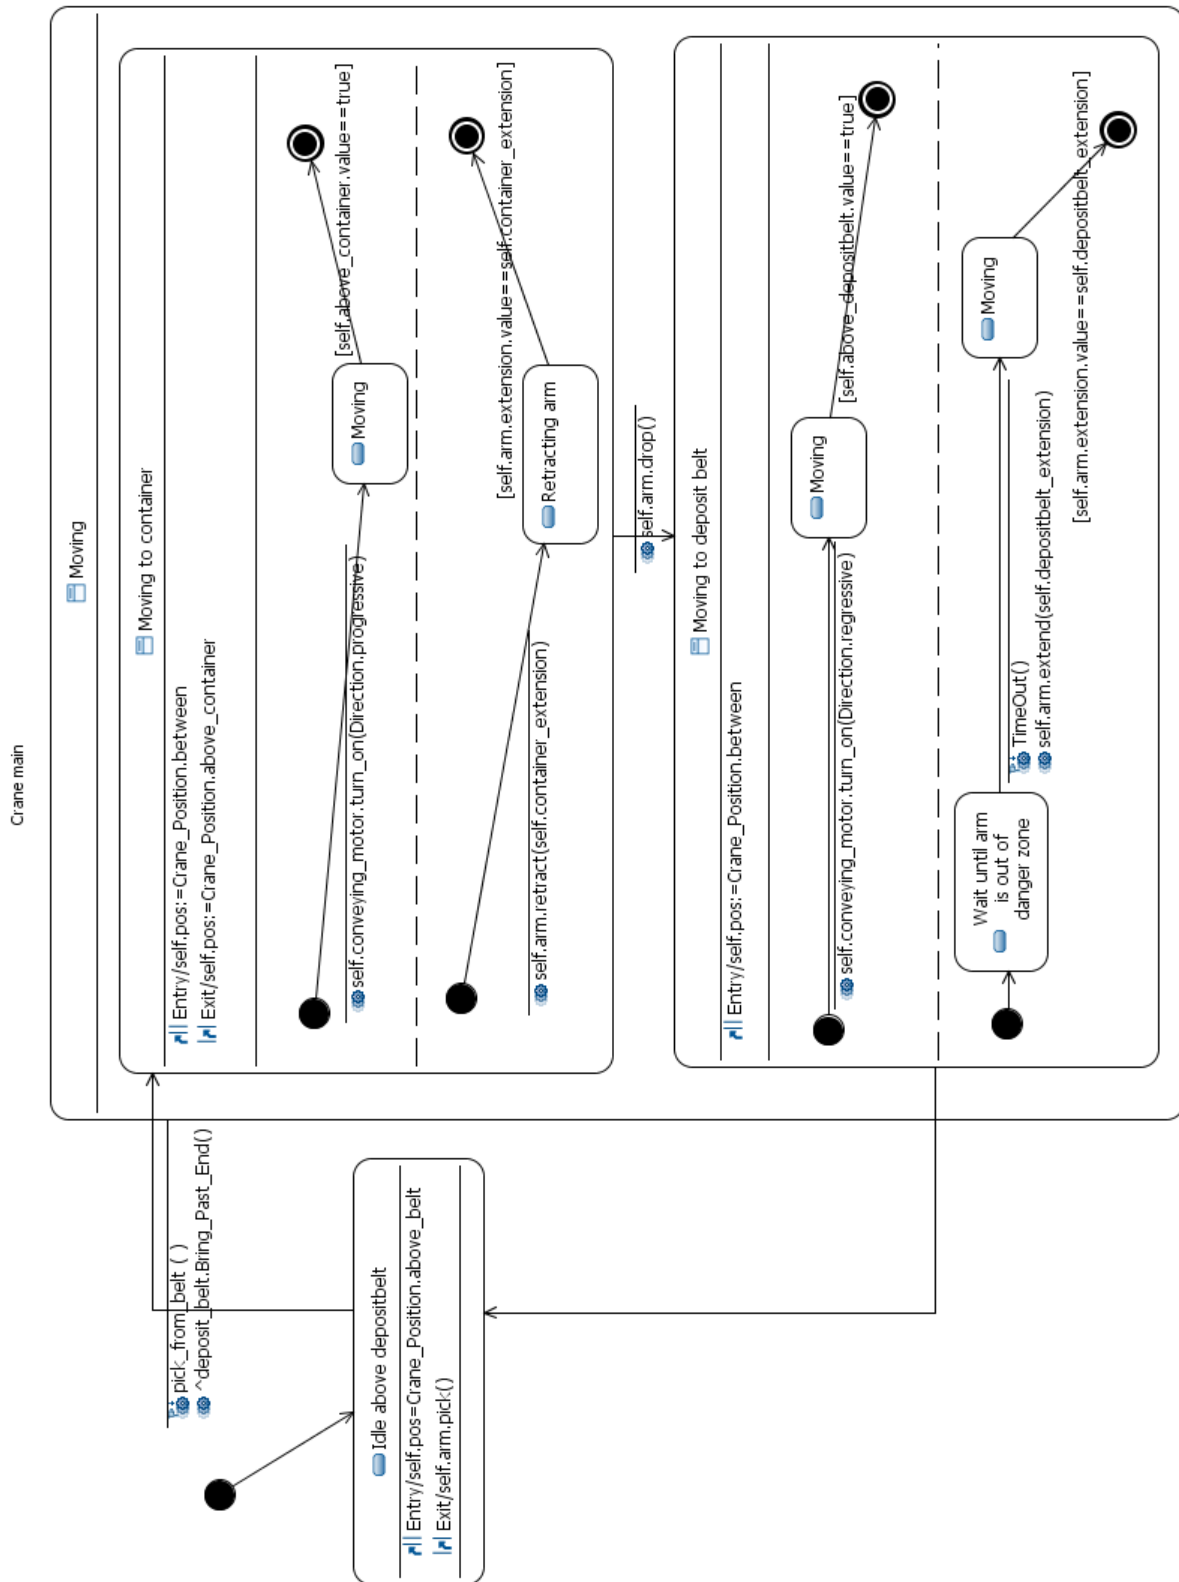 Crane main
Moving
Moving to container
Entry/self.pos:=Crane_Position.between
Exit/self.pos:=Crane_Position.above_container
self.conveying_motor.turn_on(Direction.progressive)
Moving
[self.above_container.value==true]
self.arm.retract(self.container_extension)
Retracting arm
[self.arm.extension.value==self.container_extension]
self.arm.drop()
Moving to deposit belt
Entry/self.pos:=Crane_Position.between
self.conveying_motor.turn_on(Direction.regressive)
Moving
[self.above_depositbelt.value==true]
Wait until arm
is out of
danger zone
TimeOut()
self.arm.extend(self.depositbelt_extension)
Moving
[self.arm.extension.value==self.depositbelt_extension]
pick_from_belt ( )
^deposit_belt.Bring_Past_End()
Idle above depositbelt
Entry/self.pos=Crane_Position.above_belt
Exit/self.arm.pick()